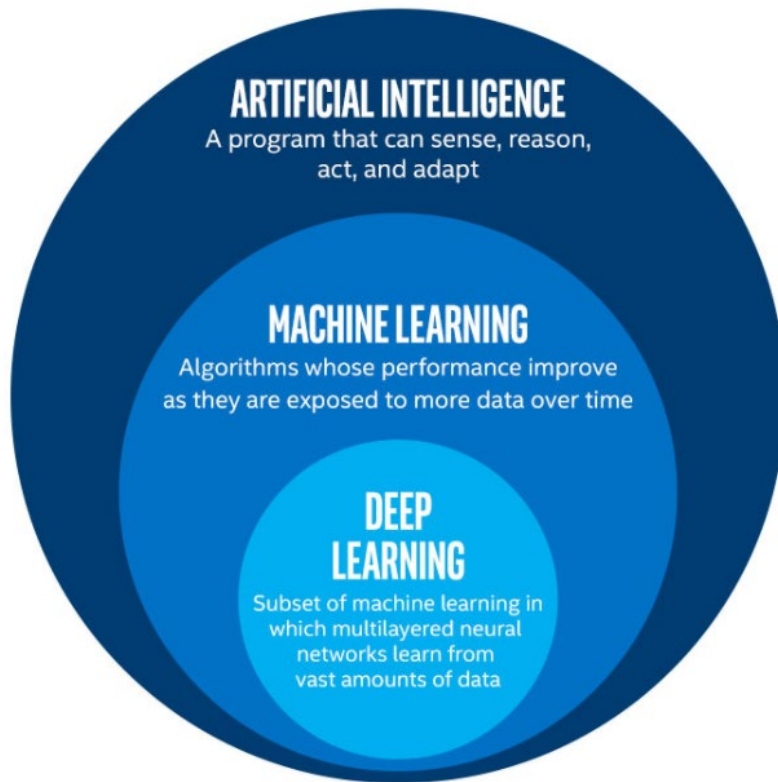 ARTIFICIAL INTELLIGENCE
A program that can sense, reason,
act, and adapt
MACHINE LEARNING
Algorithms whose performance improve
as they are exposed to more data over time
DEEP
LEARNING
Subset of machine learning in
which multilayered neural
networks learn from
vast amounts of data